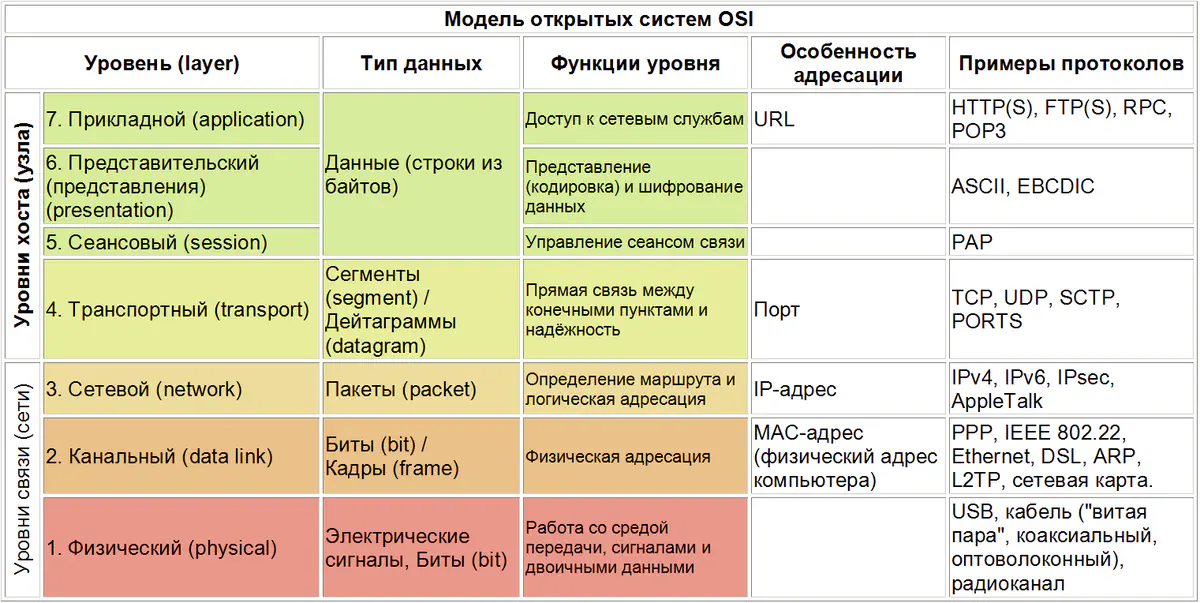 Модель открытых систем OSI
Уровень (layer)
Тип данных
Функции уровня
Особенность
адресации
Примеры протоколов
Уровни хоста (узла)
7. Прикладной (application)
Данные (строки из
байтов)
Доступ к сетевым службам
URL
HTTP(S), FTP(S), RPC,
POP3
6. Представительский
(представления)
(presentation)
Представление
(кодировка) и шифрование
данных
ASCII, EBCDIC
5. Сеансовый (session)
Управление сеансом связи
PAP
4. Транспортный (transport)
Сегменты
(segment) /
Дейтаграммы
(datagram)
Прямая связь между
конечными пунктами и
надёжность
Порт
TCP, UDP, SCTP,
PORTS
Уровни связи (сети)
3. Сетевой (network)
Пакеты (packet)
Определение маршрута и
логическая адресация
IP-адрес
IPv4, IPv6, IPsec,
AppleTalk
2. Канальный (data link)
Биты (bit) /
Кадры (frame)
Физическая адресация
MAC-адрес
(физический адрес
компьютера)
PPP, IEEE 802.22,
Ethernet, DSL, ARP,
L2TP, сетевая карта.
1. Физический (physical)
Электрические
сигналы, Биты (bit)
Работа со средой
передачи, сигналами и
двоичными данными
USB, кабель ("витая
пара", коаксиальный,
оптоволоконный),
радиоканал